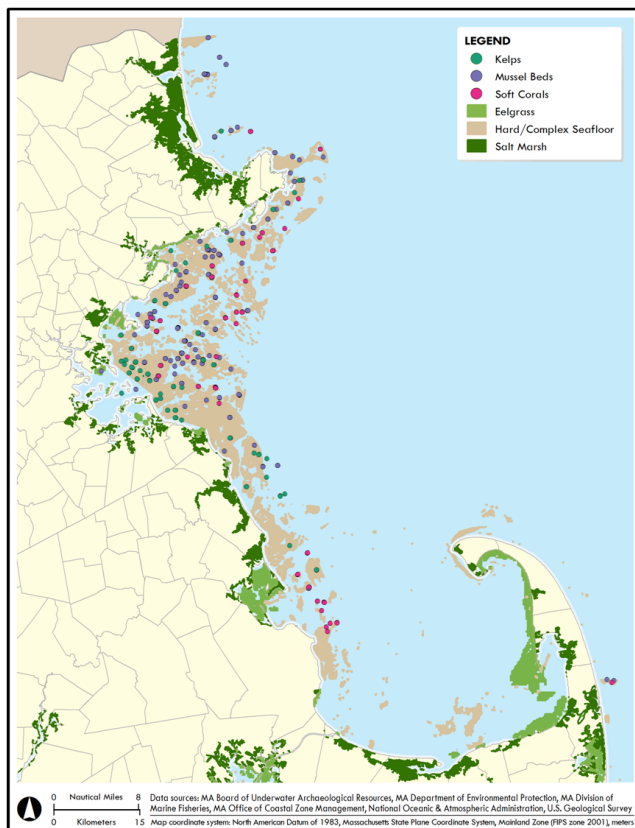 LEGEND
Kelps
Mussel Beds
Soft Corals
Eelgrass
Hard/Complex Seafloor
Salt Marsh
0 Nautical Miles 8
0 Kilometers 15
Data sources: MA Board of Underwater Archaeological Resources, MA Department of Environmental Protection, MA Division of
Marine Fisheries, MA Office of Coastal Zone Management, National Oceanic & Atmospheric Administration, U.S. Geological Survey
Map coordinate system: North American Datum of 1983, Massachusetts State Plane Coordinate System, Mainland Zone (FIPS zone 2001), meters